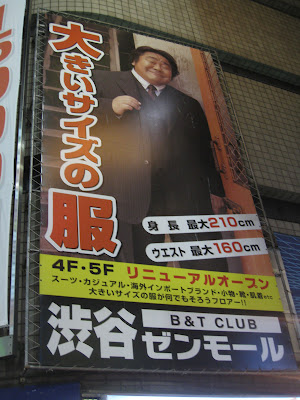 大きいサイズの服
身長 最大210cm
ウエスト 最大160cm
4F・5F リニューアルオープン
スーツ・カジュアル・海外インポートブランド・小物・靴・肌着etc
大きいサイズの服が何でもそろうフロアー!!
B&T CLUB
渋谷ゼンモール